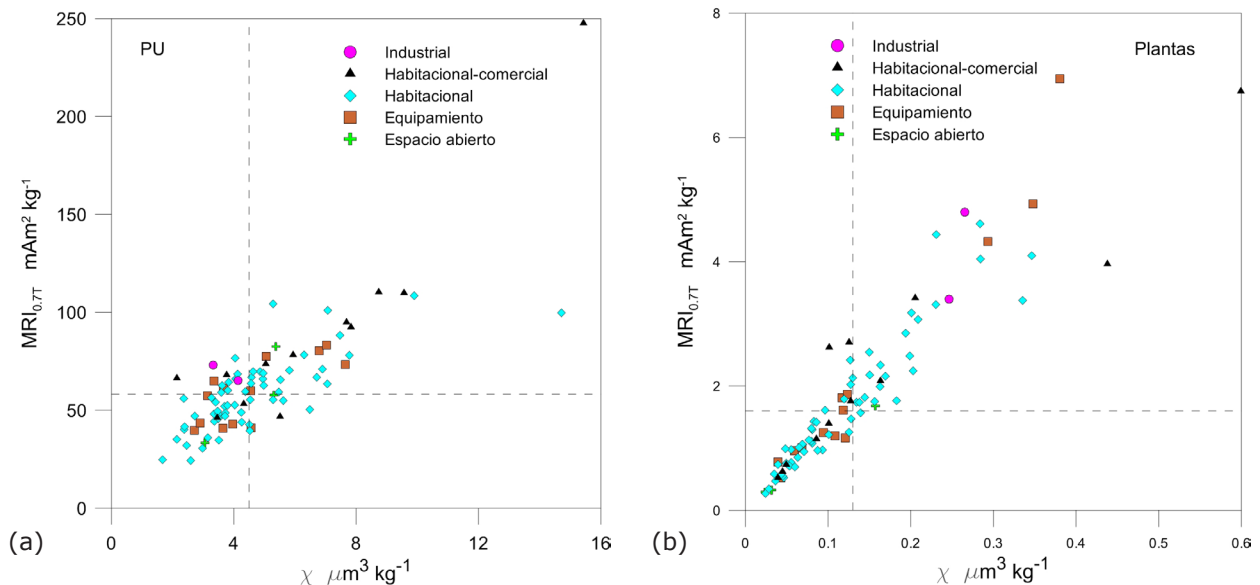 250
200
150
100
50
0
0
4
8
12
16
PU
Industrial
Habitacional-comercial
Habitacional
Equipamiento
Espacio abierto
MRI0.7T mAm² kg-1
χ μm³ kg-1
(a)
8
6
4
2
0
0
0.1
0.2
0.3
0.4
0.5
0.6
Industrial
Plantas
Habitacional-comercial
Habitacional
Equipamiento
Espacio abierto
MRI0.7T mAm² kg-1
χ μm³ kg-1
(b)